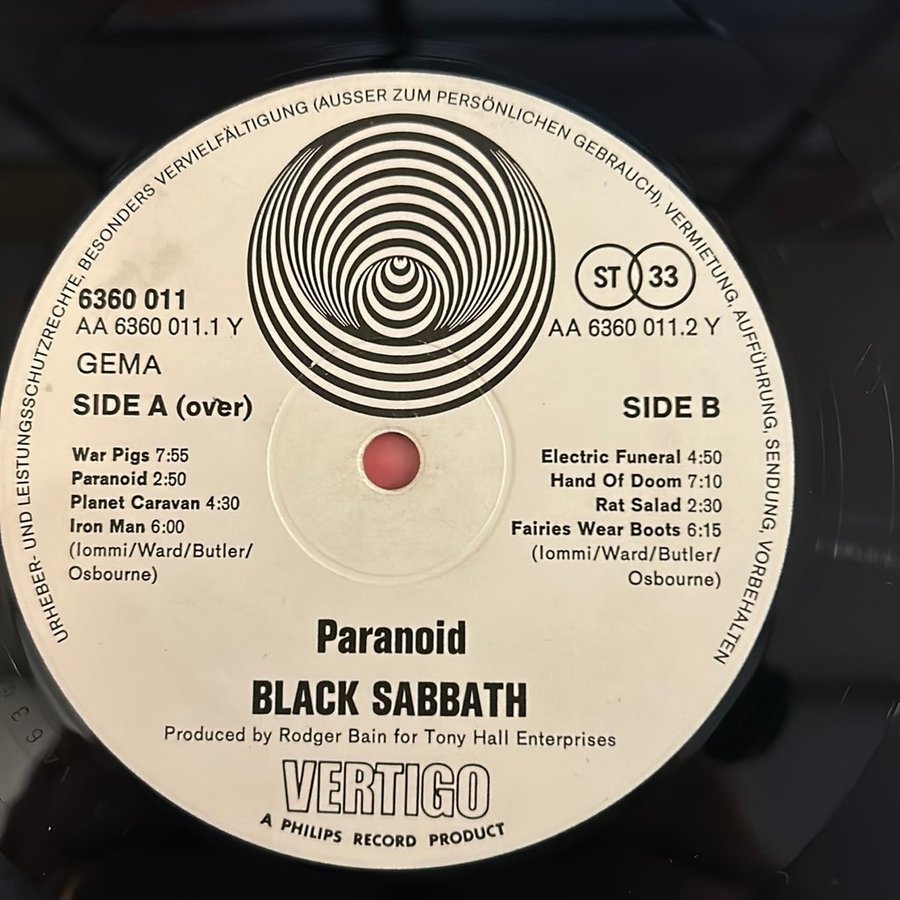 URHEBER- UND LEISTUNGSSCHUTZRECHTE, BESONDERS VERVIELFÄLTIGUNG (AUSSER ZUM PERSÖNLICHEN GEBRAUCH), VERMIETUNG, AUFFÜHRUNG, SENDUNG, VORBEHALTEN
6360 011
AA 6360 011.1 Y
GEMA
SIDE A (over)
War Pigs 7:55
Paranoid 2:50
Planet Caravan 4:30
Iron Man 6:00
(Iommi/Ward/Butler/
Osbourne)
ST 33
AA 6360 011.2 Y
SIDE B
Electric Funeral 4:50
Hand Of Doom 7:10
Rat Salad 2:30
Fairies Wear Boots 6:15
(Iommi/Ward/Butler/
Osbourne)
Paranoid
BLACK SABBATH
Produced by Rodger Bain for Tony Hall Enterprises
VERTIGO
A PHILIPS RECORD PRODUCT